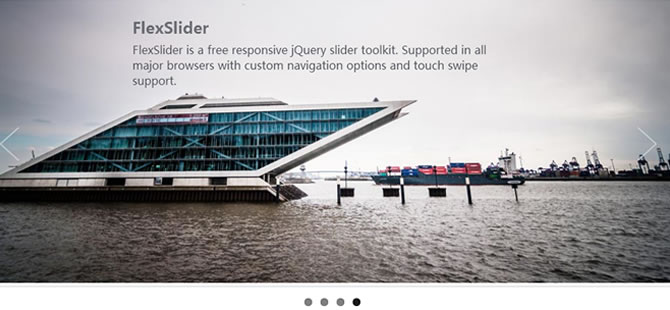 FlexSlider
FlexSlider is a free responsive jQuery slider toolkit. Supported in all
major browsers with custom navigation options and touch swipe
support.